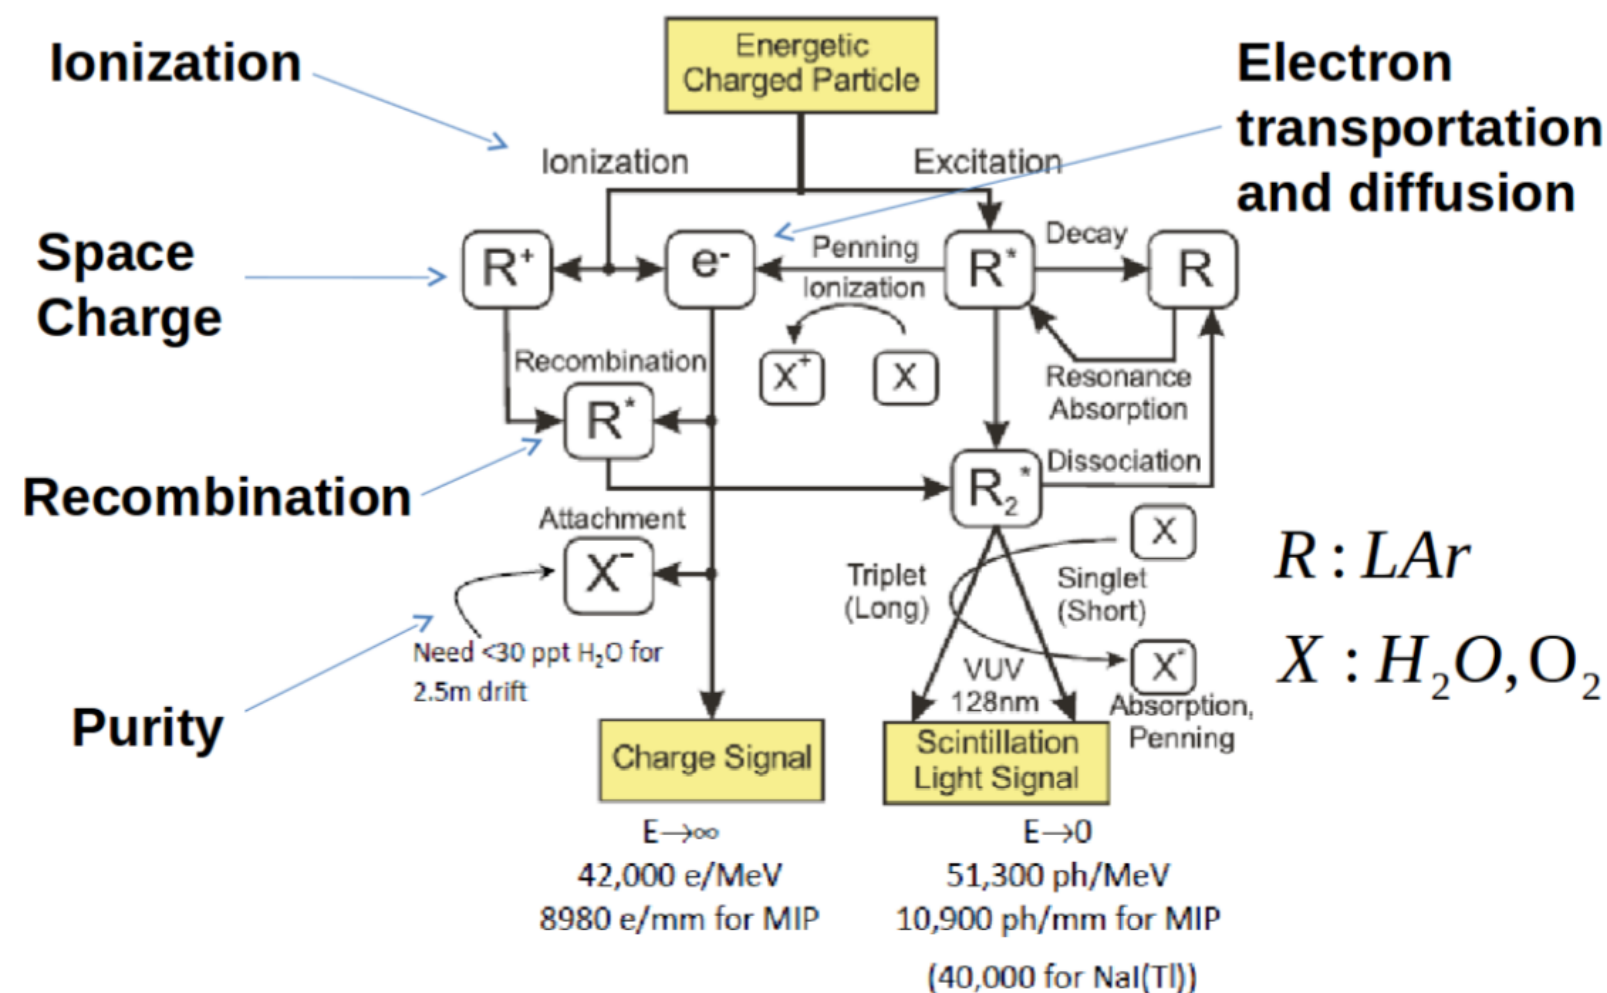 Ionization
Energetic
Charged Particle
Electron
transportation
and diffusion
Ionization
Excitation
Space
Charge
R⁺
e⁻
Penning
Ionization
R*
Decay
R
Recombination
R*
X⁺
X
Resonance
Absorption
Recombination
R₂*
Dissociation
Attachment
X⁻
Need <30 ppt H₂O for
2.5m drift
Purity
Triplet
(Long)
Singlet
(Short)
X
VUV
128nm
X*
Absorption,
Penning
R : LAr
X : H₂O, O₂
Charge Signal
Scintillation
Light Signal
E→∞
42,000 e/MeV
8980 e/mm for MIP
E→0
51,300 ph/MeV
10,900 ph/mm for MIP
(40,000 for NaI(Tl))